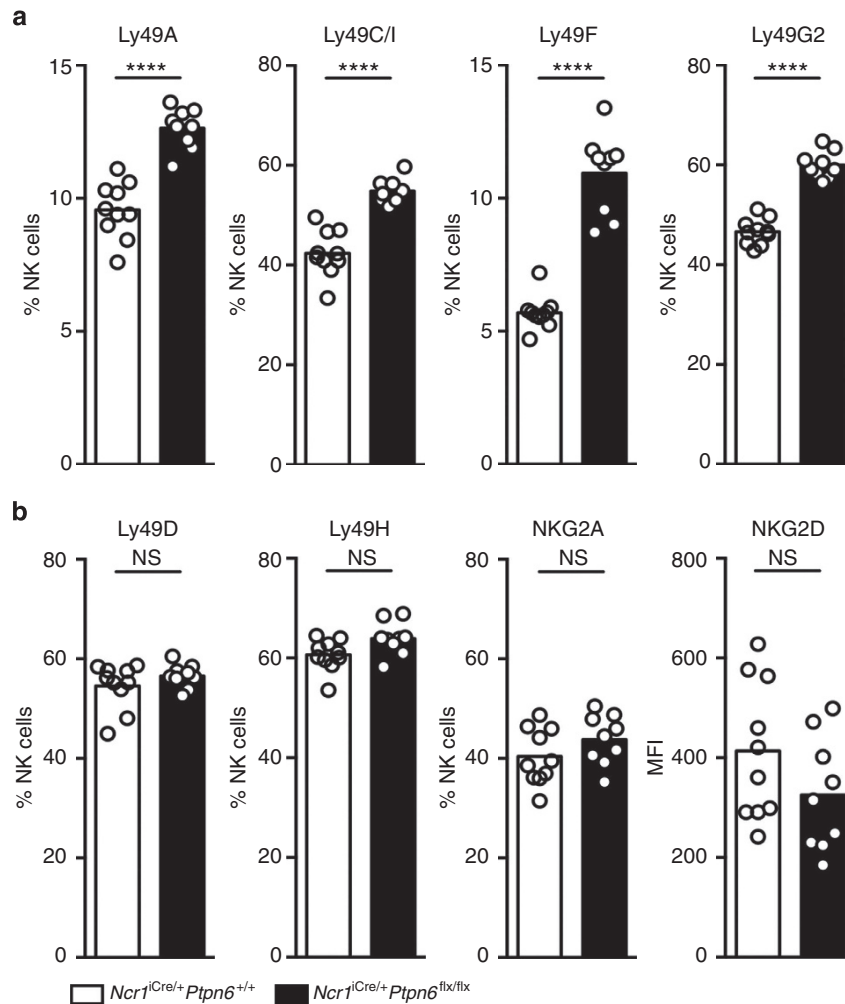 a
Ly49A Ly49C/I Ly49F Ly49G2
**** **** **** ****
15 80 15 80
60 60
10 10
40 40
5 5
20 20
0 0 0 0
% NK cells % NK cells % NK cells % NK cells
b
Ly49D Ly49H NKG2A NKG2D
NS NS NS NS
80 80 80 800
60 60 60 600
40 40 40 400
20 20 20 200
0 0 0 0
% NK cells % NK cells % NK cells MFI
Ncr1iCre/+Ptpn6+/+ Ncr1iCre/+Ptpn6flx/flx